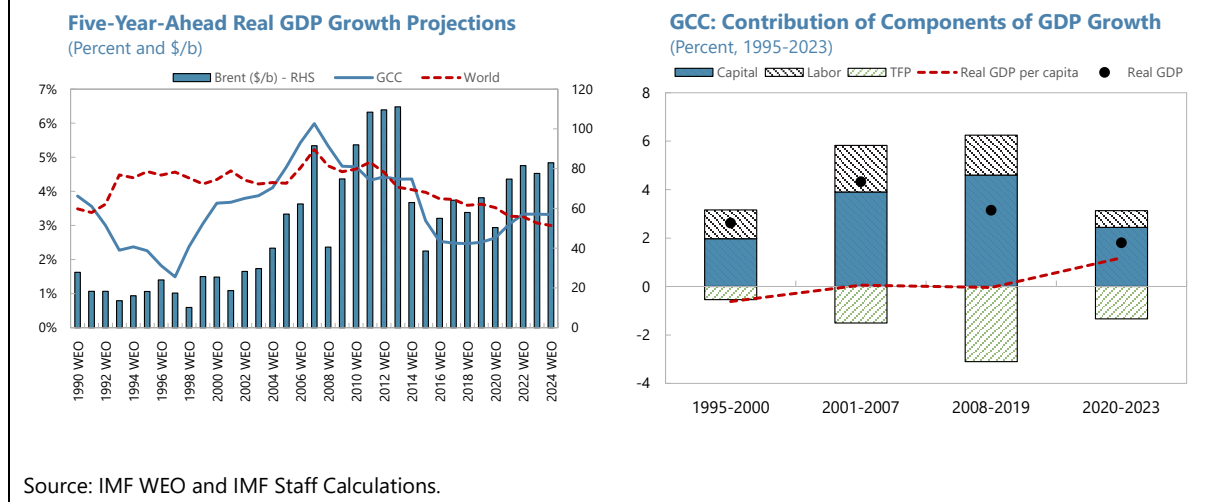 Five-Year-Ahead Real GDP Growth Projections
(Percent and $/b)
Brent ($/b) - RHS GCC World
7% 120
6% 100
5% 80
4%
3% 60
2% 40
1% 20
0% 0
1990 WEO
1992 WEO
1994 WEO
1996 WEO
1998 WEO
2000 WEO
2002 WEO
2004 WEO
2006 WEO
2008 WEO
2010 WEO
2012 WEO
2014 WEO
2016 WEO
2018 WEO
2020 WEO
2022 WEO
2024 WEO
GCC: Contribution of Components of GDP Growth
(Percent, 1995-2023)
Capital Labor TFP Real GDP per capita Real GDP
8
6
4
2
0
-2
-4
1995-2000 2001-2007 2008-2019 2020-2023
Source: IMF WEO and IMF Staff Calculations.